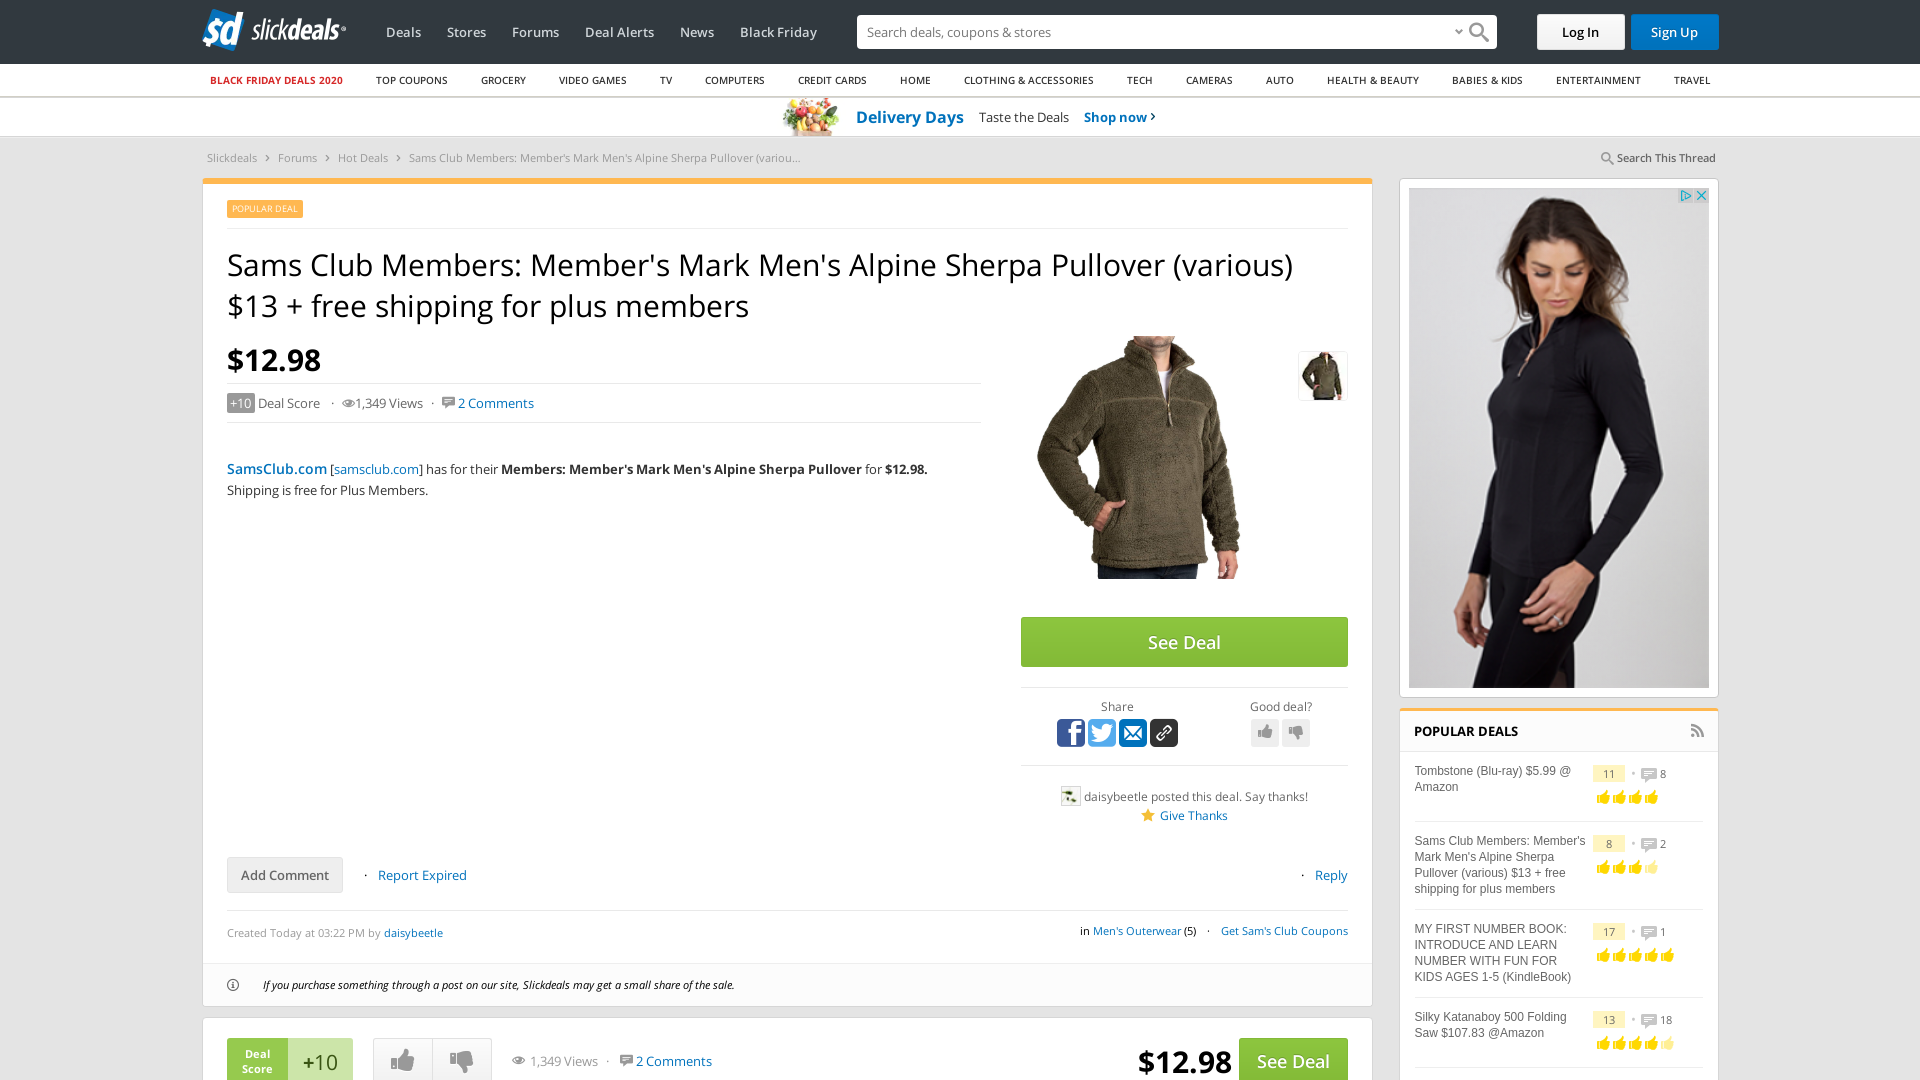 slickdeals
Deals
Stores
Forums
Deal Alerts
News
Black Friday
Search deals, coupons & stores
Log In
Sign Up
BLACK FRIDAY DEALS 2020
TOP COUPONS
GROCERY
VIDEO GAMES
TV
COMPUTERS
CREDIT CARDS
HOME
CLOTHING & ACCESSORIES
TECH
CAMERAS
AUTO
HEALTH & BEAUTY
BABIES & KIDS
ENTERTAINMENT
TRAVEL
Delivery Days Taste the Deals Shop now ›
Slickdeals › Forums › Hot Deals › Sams Club Members: Member's Mark Men's Alpine Sherpa Pullover (variou...
Search This Thread
POPULAR DEAL
Sams Club Members: Member's Mark Men's Alpine Sherpa Pullover (various)
$13 + free shipping for plus members
$12.98
+10 Deal Score · 1,349 Views · 2 Comments
SamsClub.com [samsclub.com] has for their Members: Member's Mark Men's Alpine Sherpa Pullover for $12.98.
Shipping is free for Plus Members.
See Deal
Share
Good deal?
daisybeetle posted this deal. Say thanks!
Give Thanks
Add Comment · Report Expired
· Reply
Created Today at 03:22 PM by daisybeetle
in Men's Outerwear (5) · Get Sam's Club Coupons
If you purchase something through a post on our site, Slickdeals may get a small share of the sale.
Deal
Score
+10
1,349 Views · 2 Comments
$12.98
See Deal
POPULAR DEALS
Tombstone (Blu-ray) $5.99 @
Amazon
11 • 8
Sams Club Members: Member's
Mark Men's Alpine Sherpa
Pullover (various) $13 + free
shipping for plus members
8 • 2
MY FIRST NUMBER BOOK:
INTRODUCE AND LEARN
NUMBER WITH FUN FOR
KIDS AGES 1-5 (KindleBook)
17 • 1
Silky Katanaboy 500 Folding
Saw $107.83 @Amazon
13 • 18